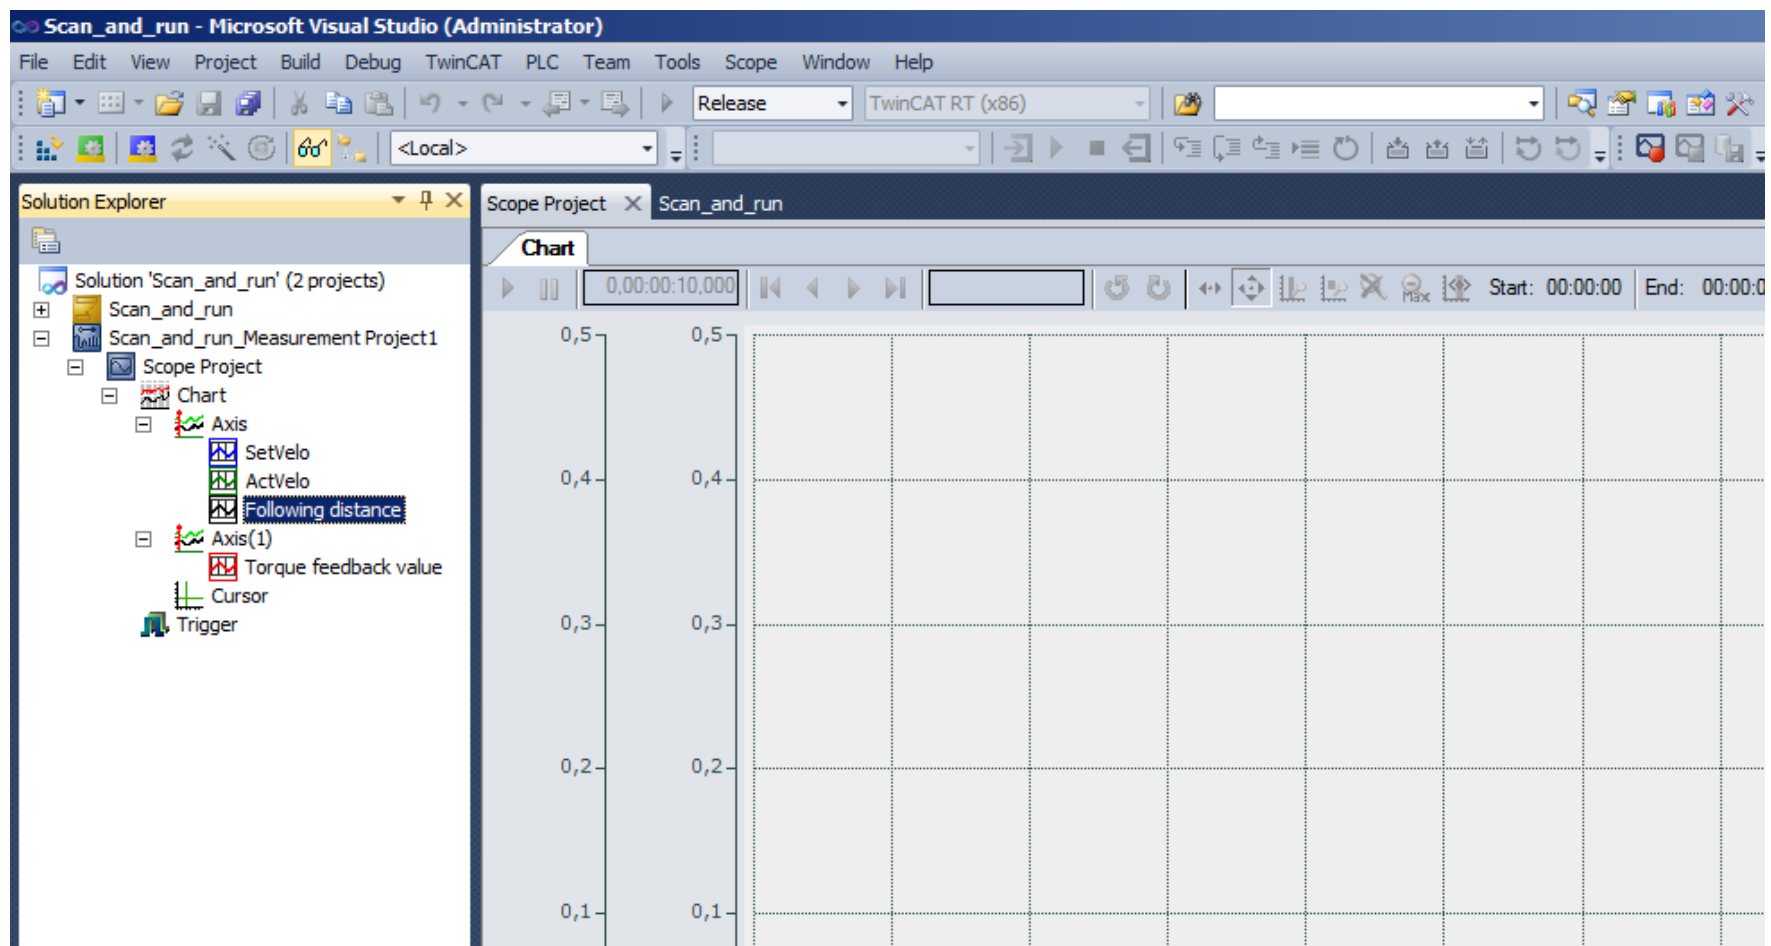 Scan_and_run - Microsoft Visual Studio (Administrator)
File Edit View Project Build Debug TwinCAT PLC Team Tools Scope Window Help
Release TwinCAT RT (x86)
<Local>
Solution Explorer
Scope Project Scan_and_run
Chart
0,00:00:10,000 Max Start: 00:00:00 End: 00:00:0
Solution 'Scan_and_run' (2 projects)
Scan_and_run
Scan_and_run_Measurement Project1
Scope Project
Chart
Axis
SetVelo
ActVelo
Following distance
Axis(1)
Torque feedback value
Cursor
Trigger
0,5 0,5
0,4 0,4
0,3 0,3
0,2 0,2
0,1 0,1